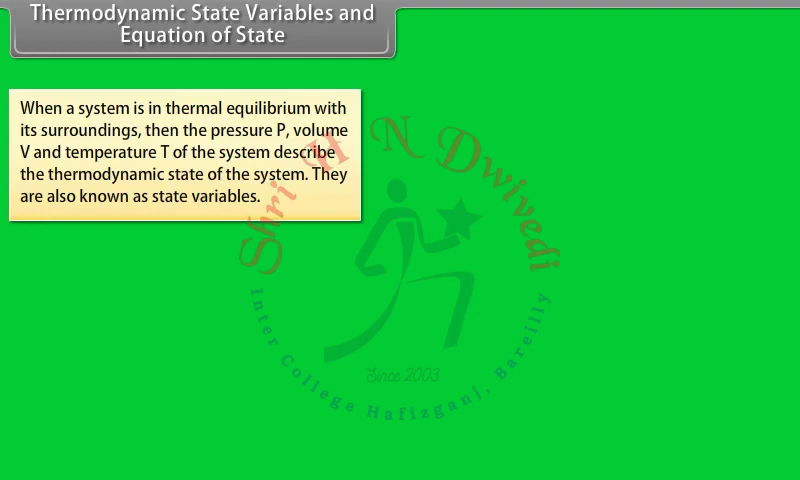 Thermodynamic State Variables and
Equation of State
When a system is in thermal equilibrium with
its surroundings, then the pressure P, volume
V and temperature T of the system describe
the thermodynamic state of the system. They
are also known as state variables.
Shri H N Dwivedi
Since 2003
Inter College Hafizganj, Bareilly